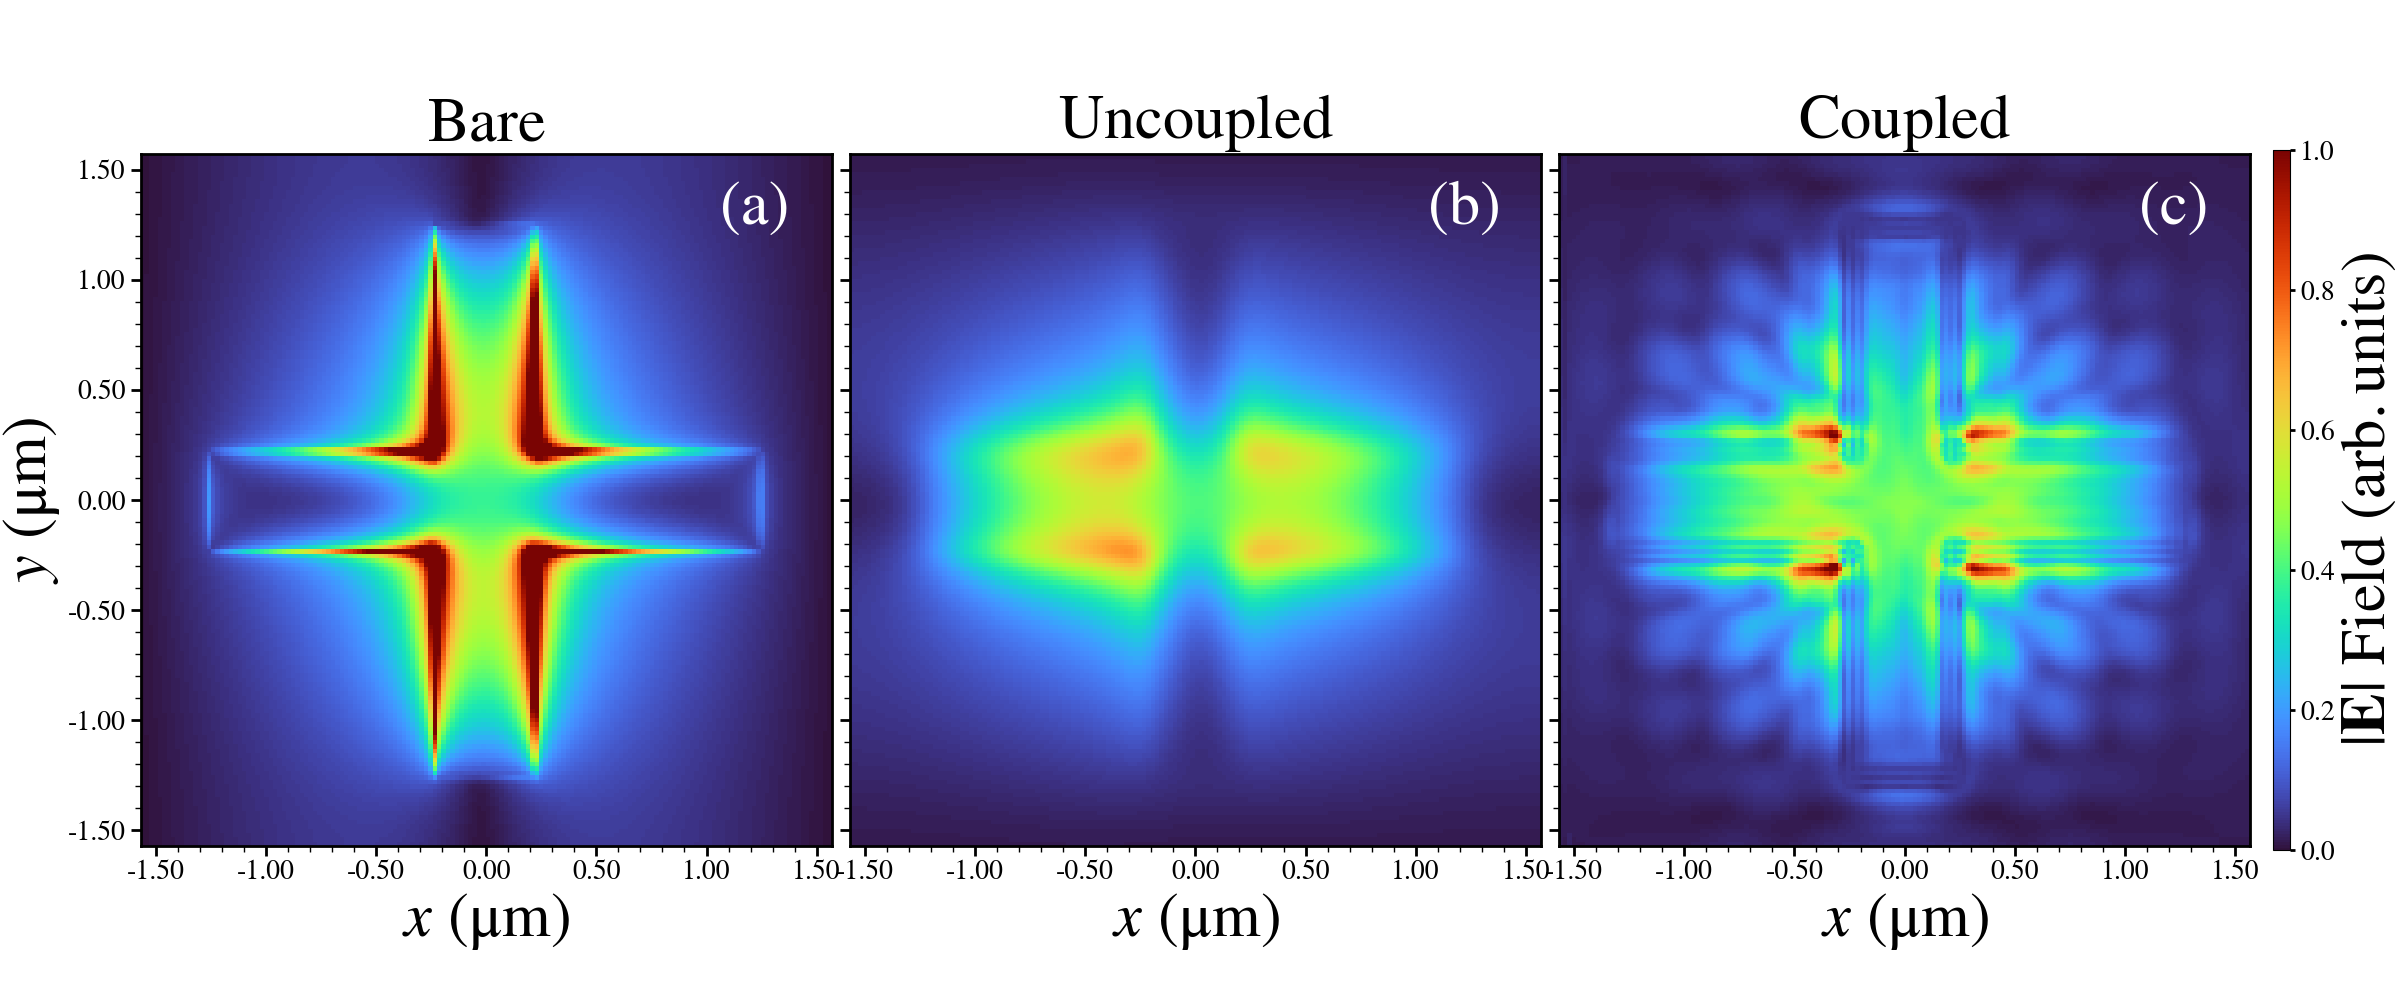 Bare
Uncoupled
Coupled
(a)
(b)
(c)
1.50
1.00
0.50
0.00
-0.50
-1.00
-1.50
y (μm)
-1.50 -1.00 -0.50 0.00 0.50 1.00 1.50
-1.50 -1.00 -0.50 0.00 0.50 1.00 1.50
-1.50 -1.00 -0.50 0.00 0.50 1.00 1.50
x (μm)
x (μm)
x (μm)
1.0
0.8
0.6
0.4
0.2
0.0
|E| Field (arb. units)